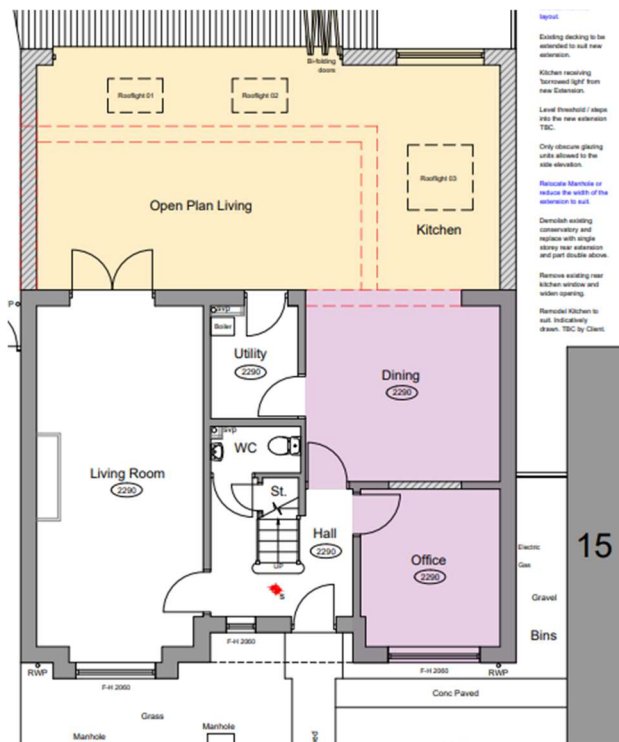 layout.
Existing decking to be
extended to suit new
extension.
Kitchen receiving
'borrowed light' from
new Extension.
Level threshold / steps
into the new extension
TBC.
Only obscure glazing
units allowed to the
side elevation.
Relocate Manhole or
reduce the width of the
extension to suit.
Demolish existing
conservatory and
replace with single
storey rear extension
and part double above.
Remove existing rear
kitchen window and
widen opening.
Remodel Kitchen to
suit. Indicatively
drawn. TBC by Client.
Bi-folding
doors
Rooflight 01
Rooflight 02
Rooflight 03
Open Plan Living
Kitchen
P
svp
Boiler
Utility
2290
Dining
2290
svp
WC
Living Room
2290
St.
Hall
2290
UP
S
Office
2290
15
Electric
Gas
Gravel
Bins
F-H 2060
F-H 2060
RWP
RWP
F-H 2060
Conc Paved
Grass
Manhole
Manhole
ed